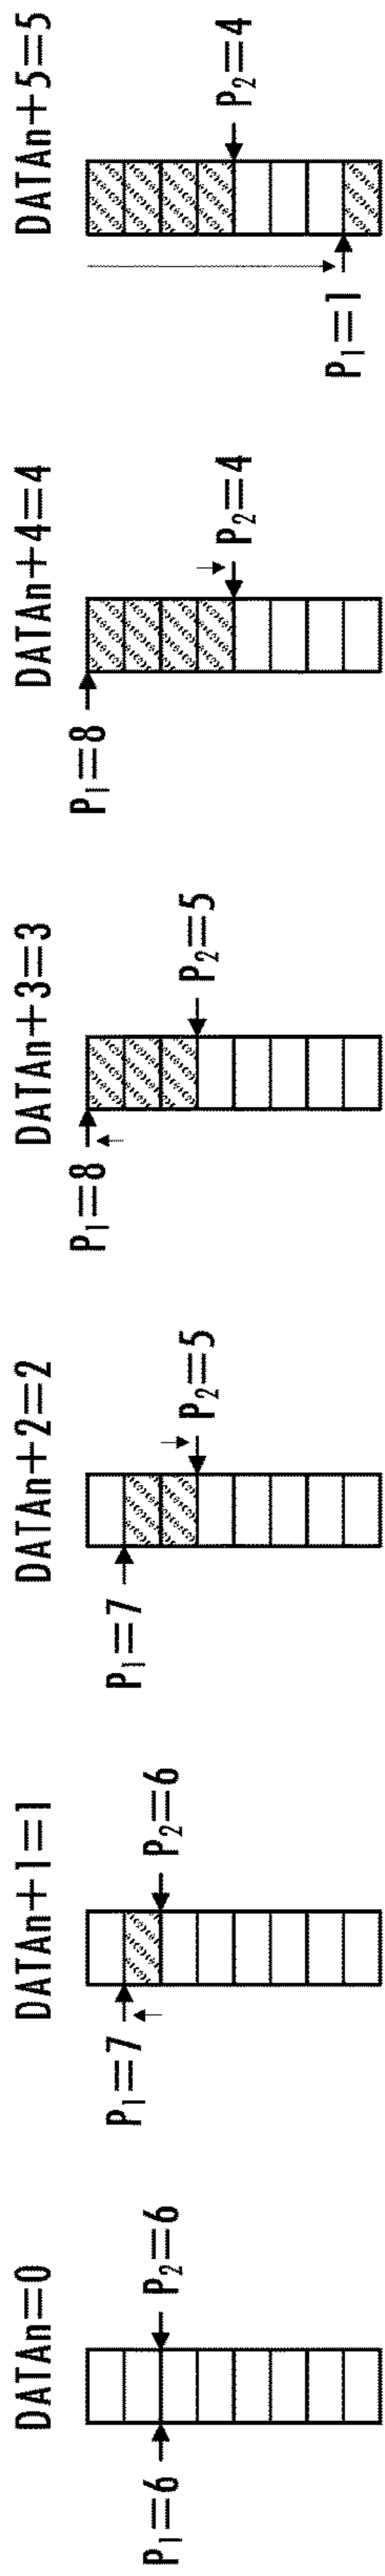 DATAn+5=5
P₂=4
P₁=1
DATAn+4=4
P₂=4
P₁=8
DATAn+3=3
P₂=5
P₁=8
DATAn+2=2
P₂=5
P₁=7
DATAn+1=1
P₂=6
P₁=7
DATAn=0
P₂=6
P₁=6